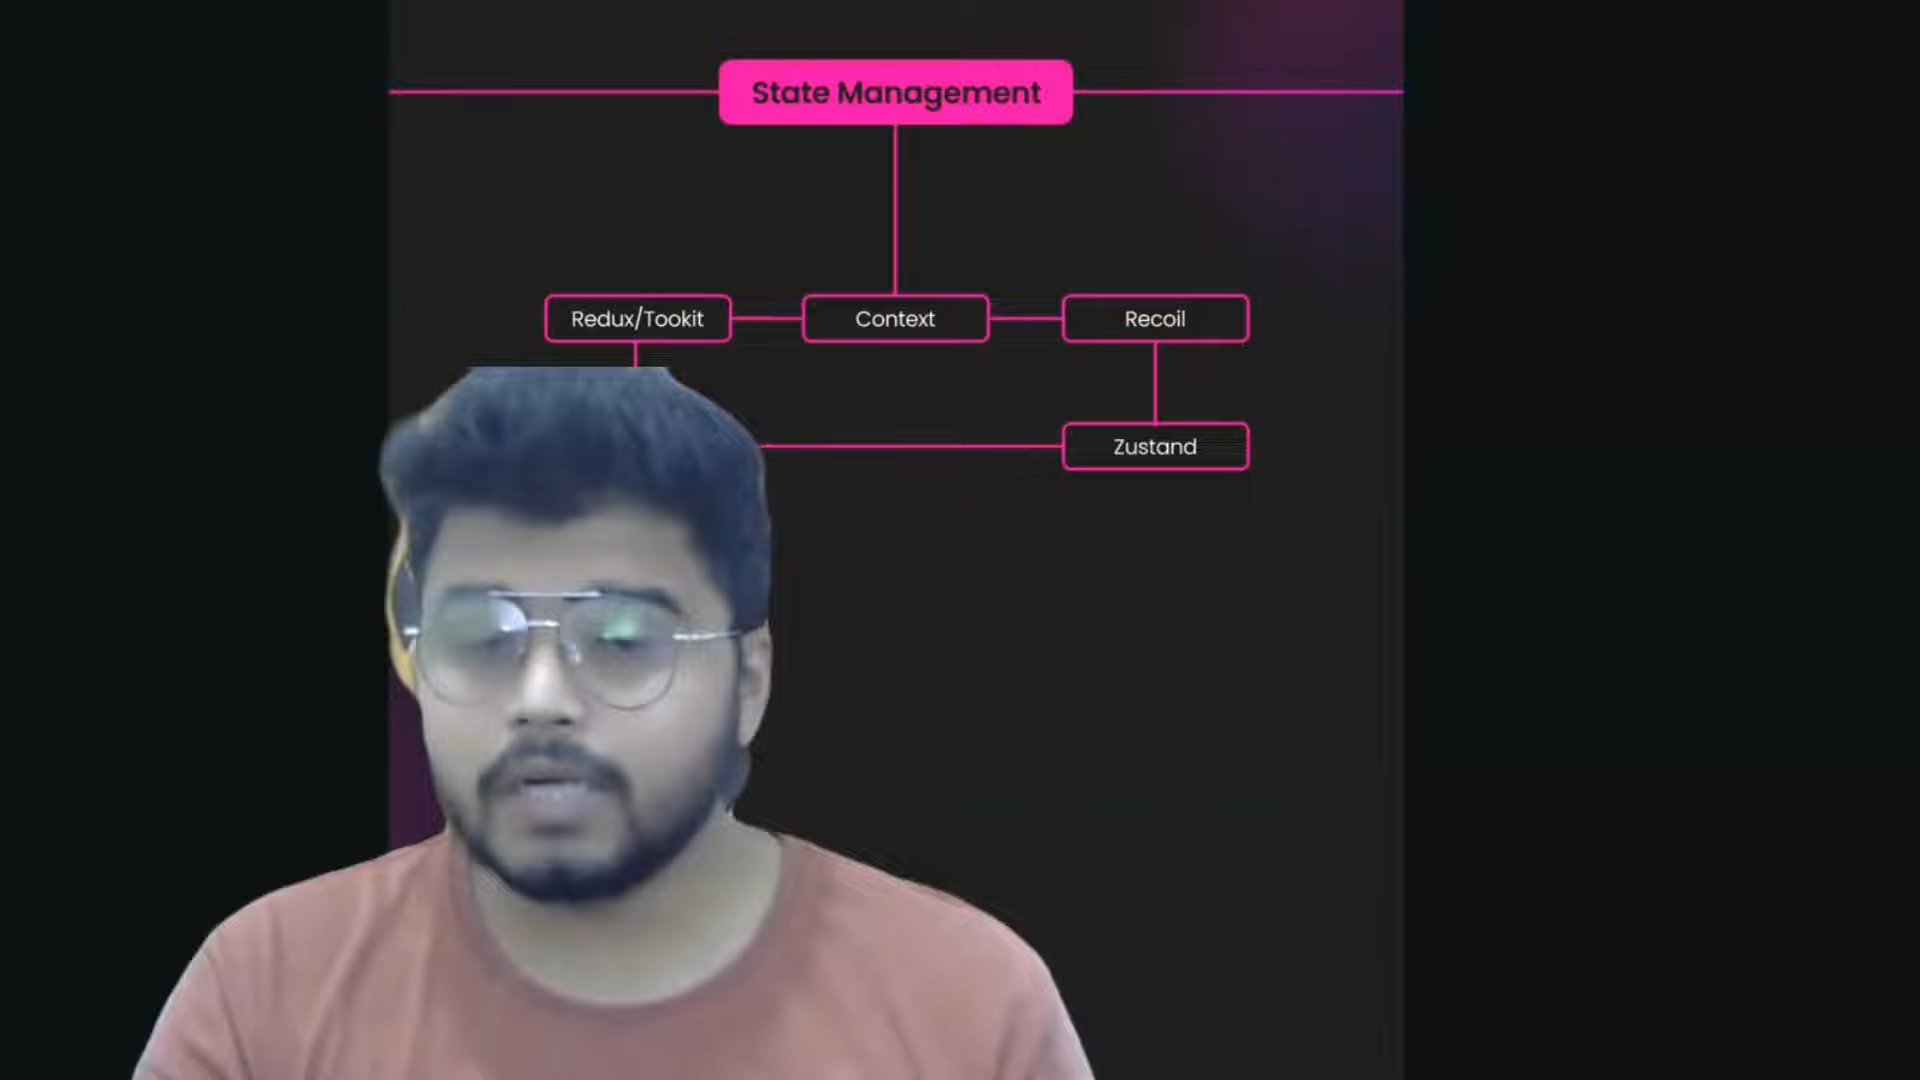 State Management
Redux/Tookit
Context
Recoil
Zustand